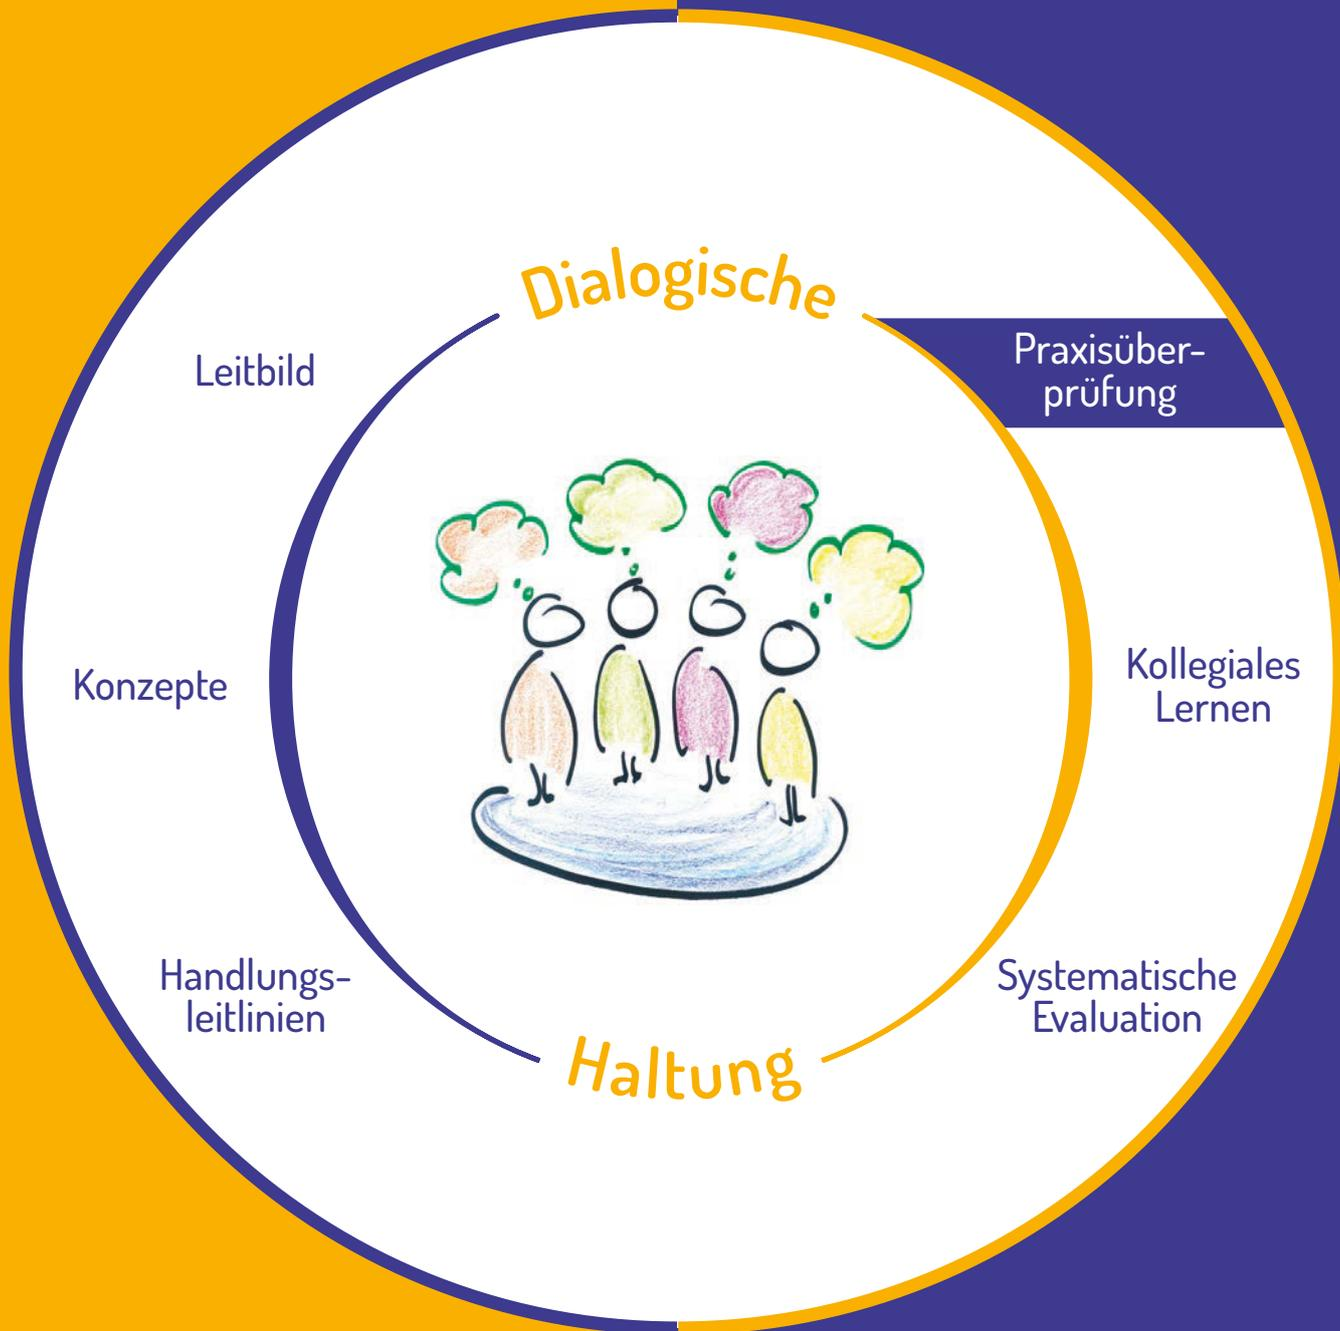 Dialogische
Leitbild
Praxisüber-
prüfung
Konzepte
Kollegiales
Lernen
Handlungs-
leitlinien
Systematische
Evaluation
Haltung